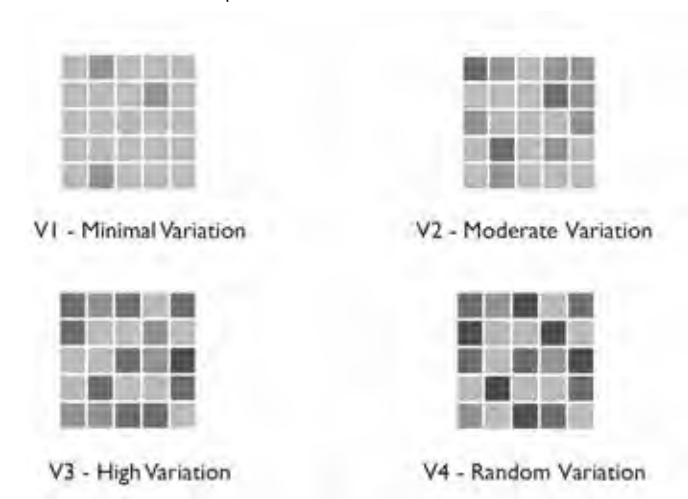 V1 - Minimal Variation
V2 - Moderate Variation
V3 - High Variation
V4 - Random Variation